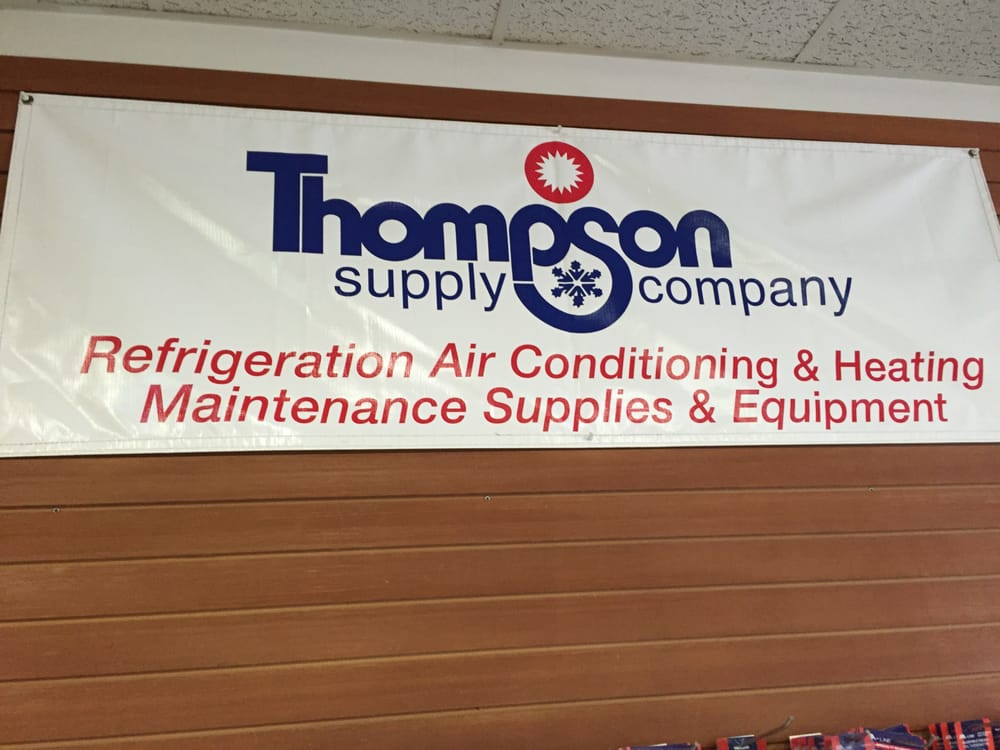 Thompson
supply company
Refrigeration Air Conditioning & Heating
Maintenance Supplies & Equipment